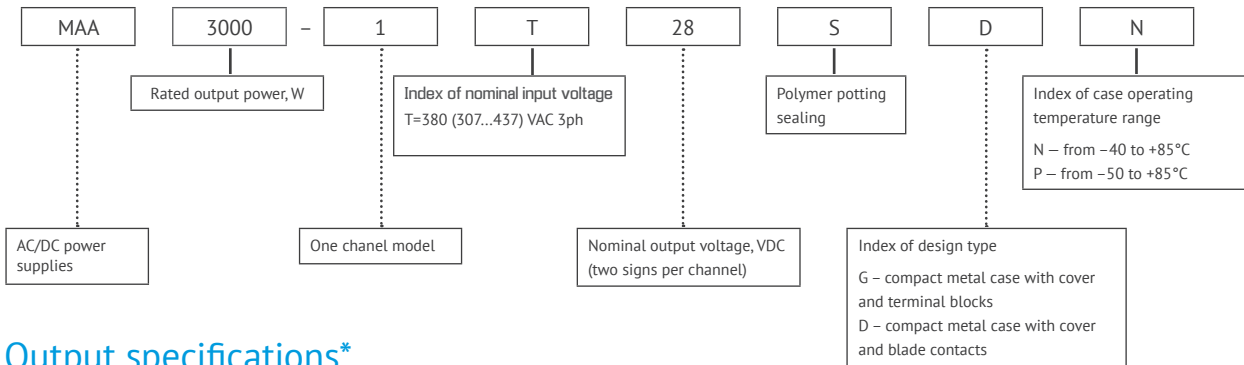 MAA 3000 – 1 T 28 S D N
Rated output power, W
Index of nominal input voltage
T=380 (307...437) VAC 3ph
Polymer potting
sealing
Index of case operating
temperature range
N — from –40 to +85°C
P — from –50 to +85°C
AC/DC power
supplies
One chanel model
Nominal output voltage, VDC
(two signs per channel)
Index of design type
G – compact metal case with cover
and terminal blocks
D – compact metal case with cover
and blade contacts
Output specifications*